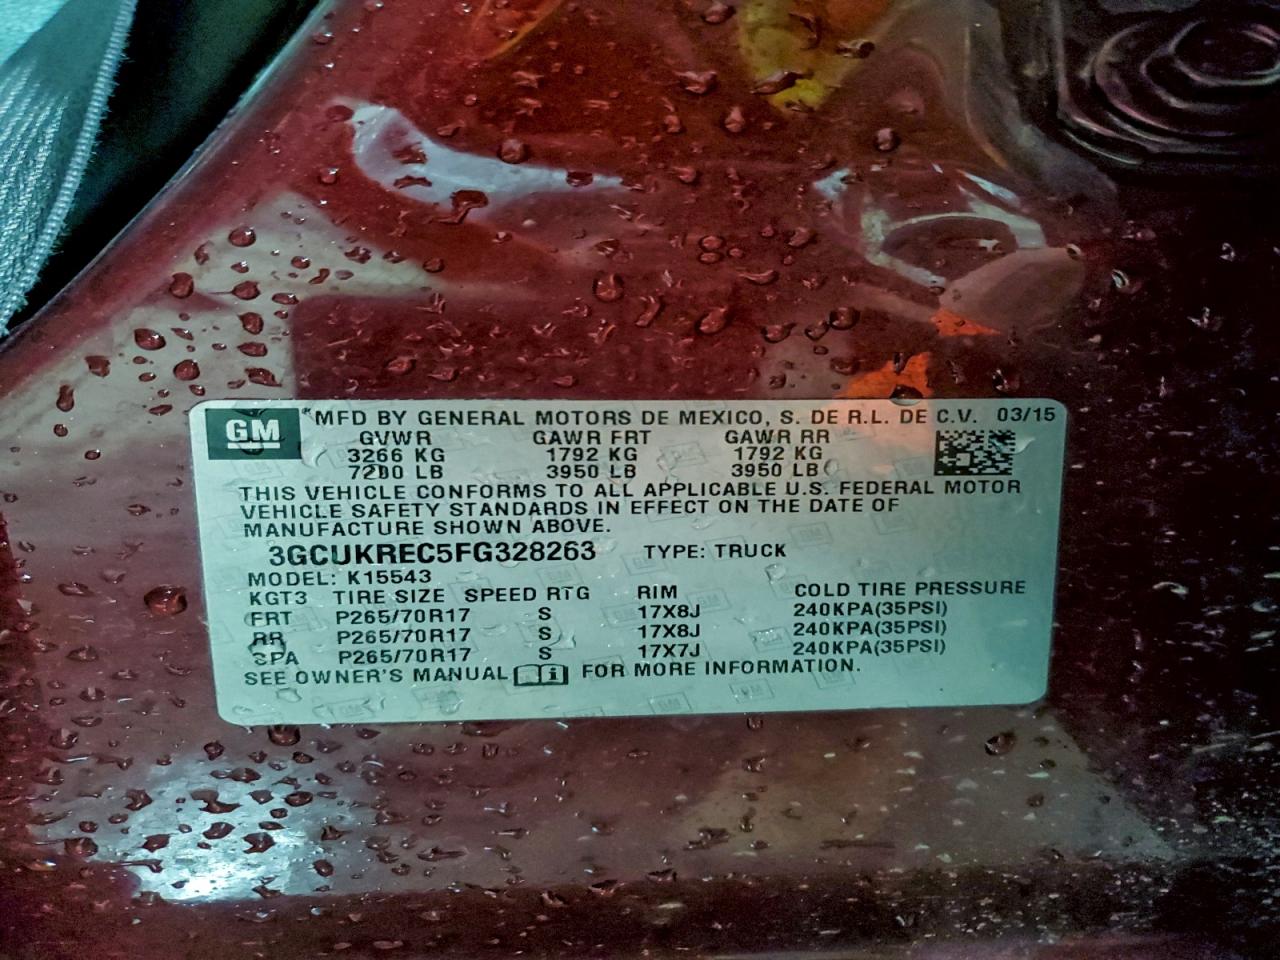 GM MFD BY GENERAL MOTORS DE MEXICO, S. DE R.L. DE C.V. 03/15
GVWR GAWR FRT GAWR RR
3266 KG 1792 KG 1792 KG
7200 LB 3950 LB 3950 LB
THIS VEHICLE CONFORMS TO ALL APPLICABLE U.S. FEDERAL MOTOR
VEHICLE SAFETY STANDARDS IN EFFECT ON THE DATE OF
MANUFACTURE SHOWN ABOVE.
3GCUKREC5FG328263 TYPE: TRUCK
MODEL: K15543
KGT3 TIRE SIZE SPEED RTG RIM COLD TIRE PRESSURE
FRT P265/70R17 S 17X8J 240KPA(35PSI)
RR P265/70R17 S 17X8J 240KPA(35PSI)
SPA P265/70R17 S 17X7J 240KPA(35PSI)
SEE OWNER'S MANUAL i FOR MORE INFORMATION.